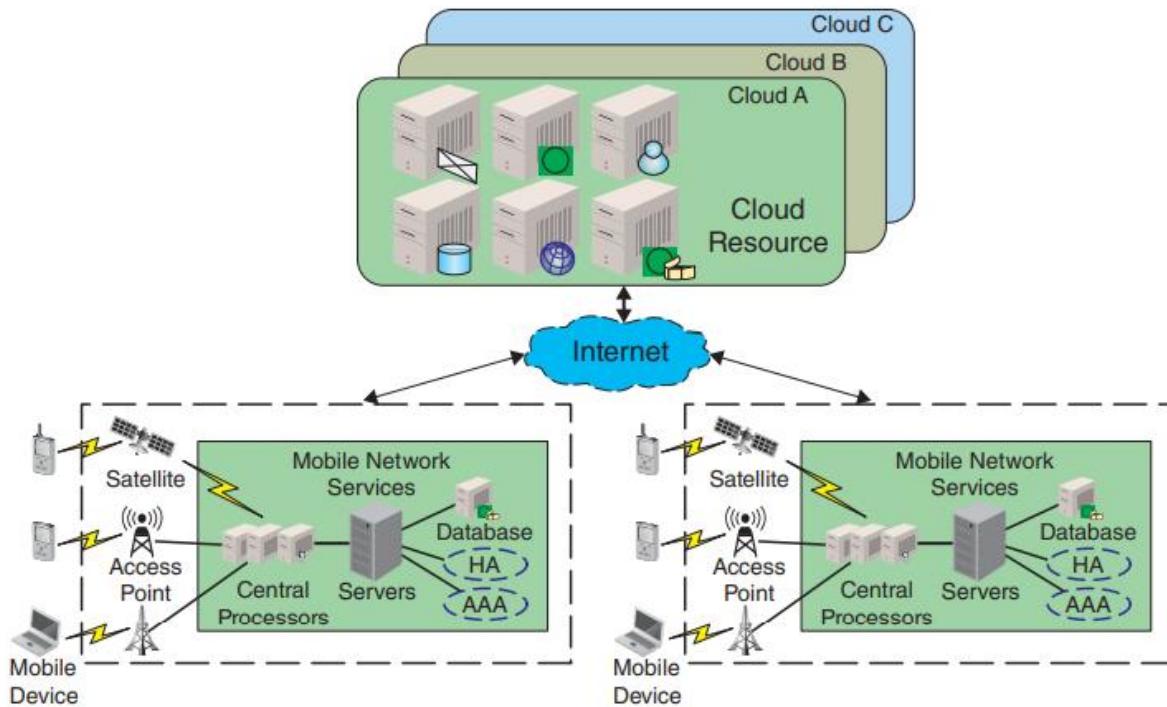 Cloud C
Cloud B
Cloud A
Cloud
Resource
Internet
Mobile Network
Services
Satellite
Database
Access
Point
HA
Central
Processors
Servers
AAA
Mobile
Device
Mobile Network
Services
Satellite
Database
Access
Point
HA
Central
Processors
Servers
AAA
Mobile
Device